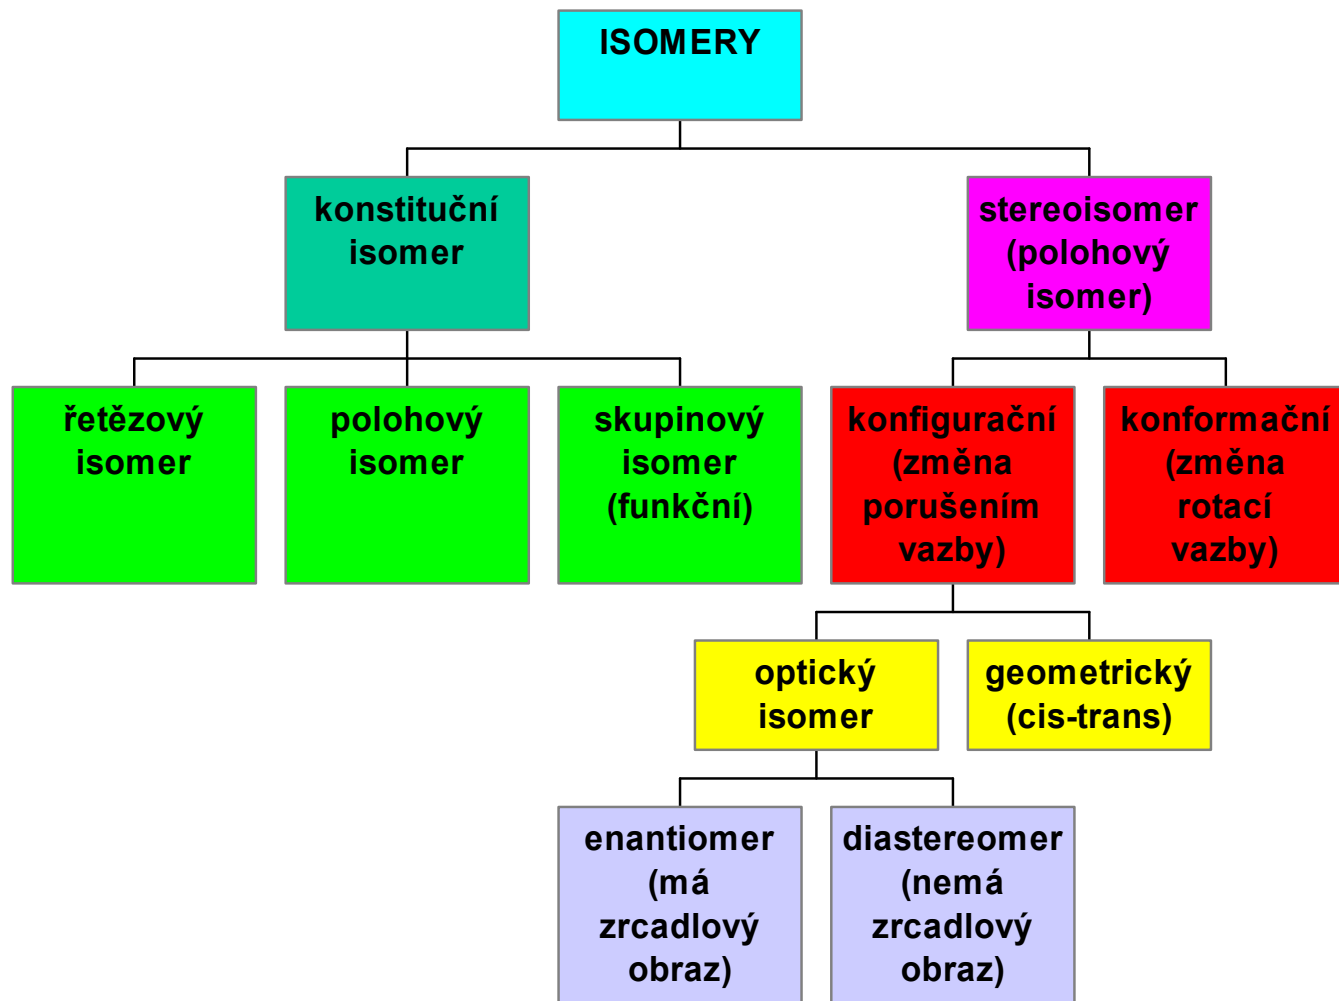 ISOMERY
konstituční
isomer
stereoisomer
(polohový
isomer)
řetězový
isomer
polohový
isomer
skupinový
isomer
(funkční)
konfigurační
(změna
porušením
vazby)
konformační
(změna
rotací
vazby)
optický
isomer
geometrický
(cis-trans)
enantiomer
(má
zrcadlový
obraz)
diastereomer
(nemá
zrcadlový
obraz)